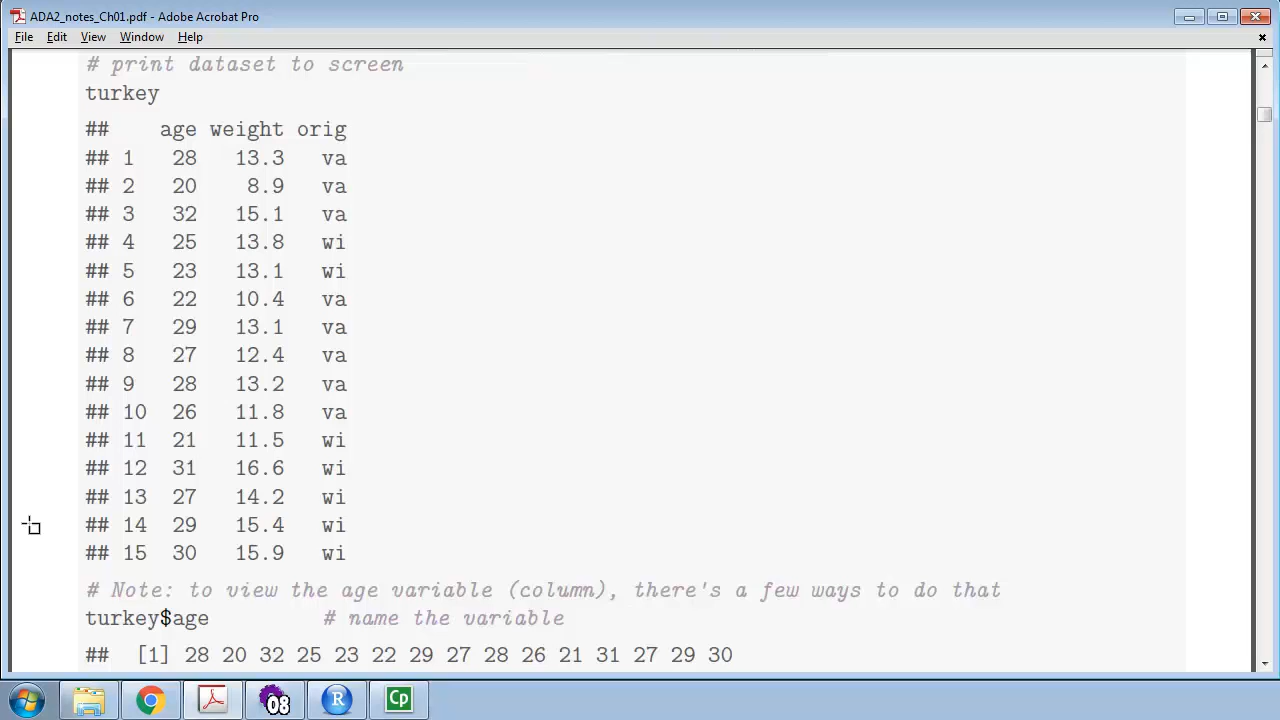 ADA2_notes_Ch01.pdf - Adobe Acrobat Pro
File Edit View Window Help
# print dataset to screen
turkey
## age weight orig
## 1 28 13.3 va
## 2 20 8.9 va
## 3 32 15.1 va
## 4 25 13.8 wi
## 5 23 13.1 wi
## 6 22 10.4 va
## 7 29 13.1 va
## 8 27 12.4 va
## 9 28 13.2 va
## 10 26 11.8 va
## 11 21 11.5 wi
## 12 31 16.6 wi
## 13 27 14.2 wi
## 14 29 15.4 wi
## 15 30 15.9 wi
# Note: to view the age variable (column), there's a few ways to do that
turkey$age # name the variable
## [1] 28 20 32 25 23 22 29 27 28 26 21 31 27 29 30
08 R Cp